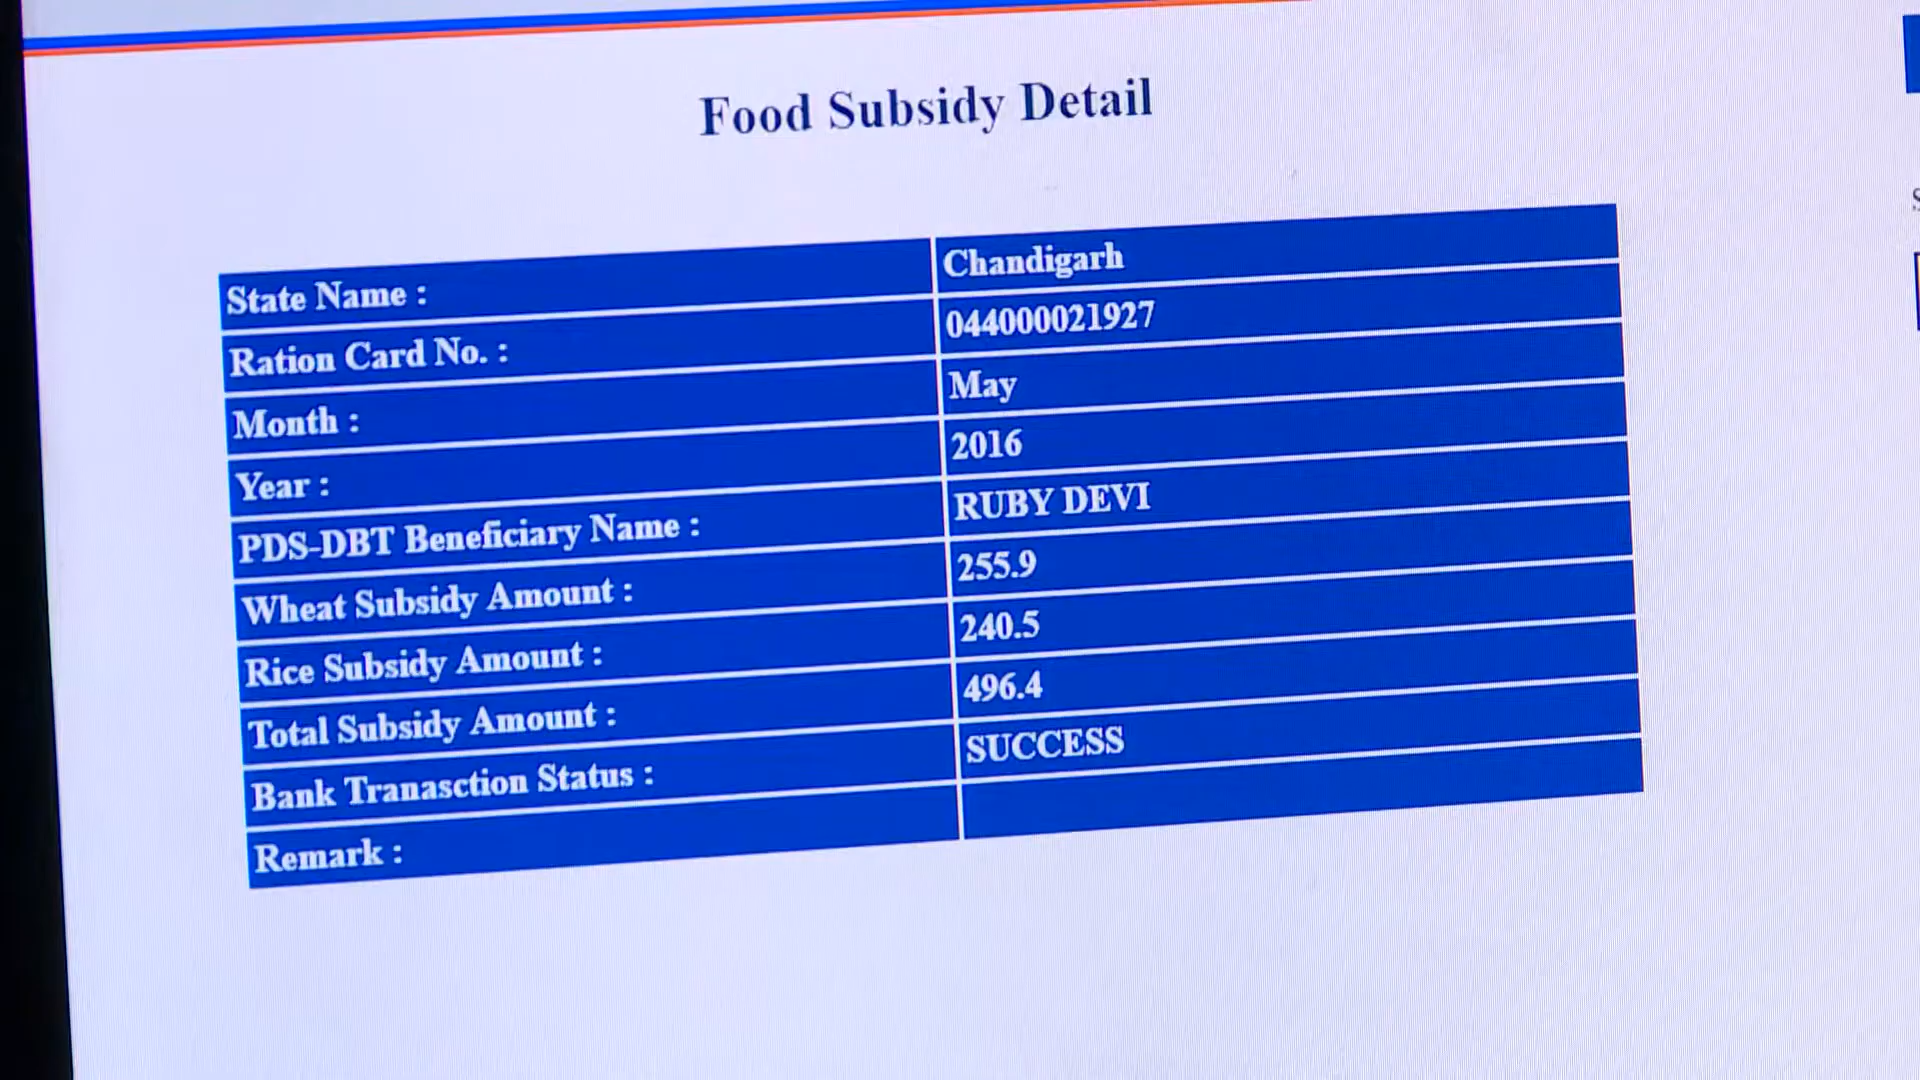 Food Subsidy Detail
State Name : Chandigarh
Ration Card No. : 044000021927
Month : May
Year : 2016
PDS-DBT Beneficiary Name : RUBY DEVI
Wheat Subsidy Amount : 255.9
Rice Subsidy Amount : 240.5
Total Subsidy Amount : 496.4
Bank Tranasction Status : SUCCESS
Remark :